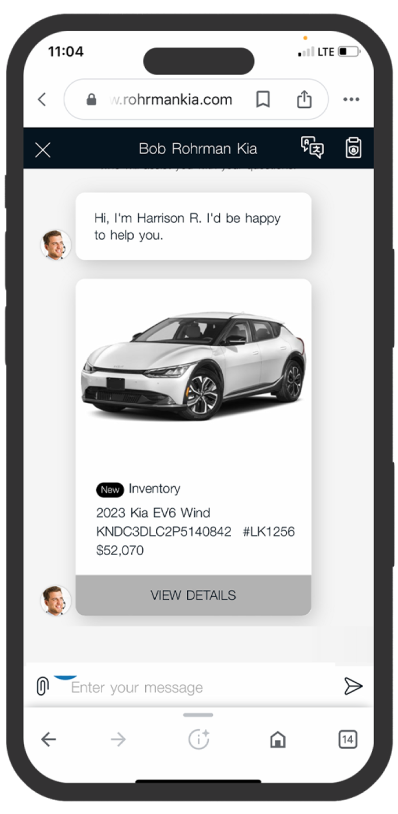 11:04
LTE
w.rohrmankia.com
Bob Rohrman Kia
Hi, I'm Harrison R. I'd be happy
to help you.
New Inventory
2023 Kia EV6 Wind
KNDC3DLC2P5140842 #LK1256
$52,070
VIEW DETAILS
Enter your message
14